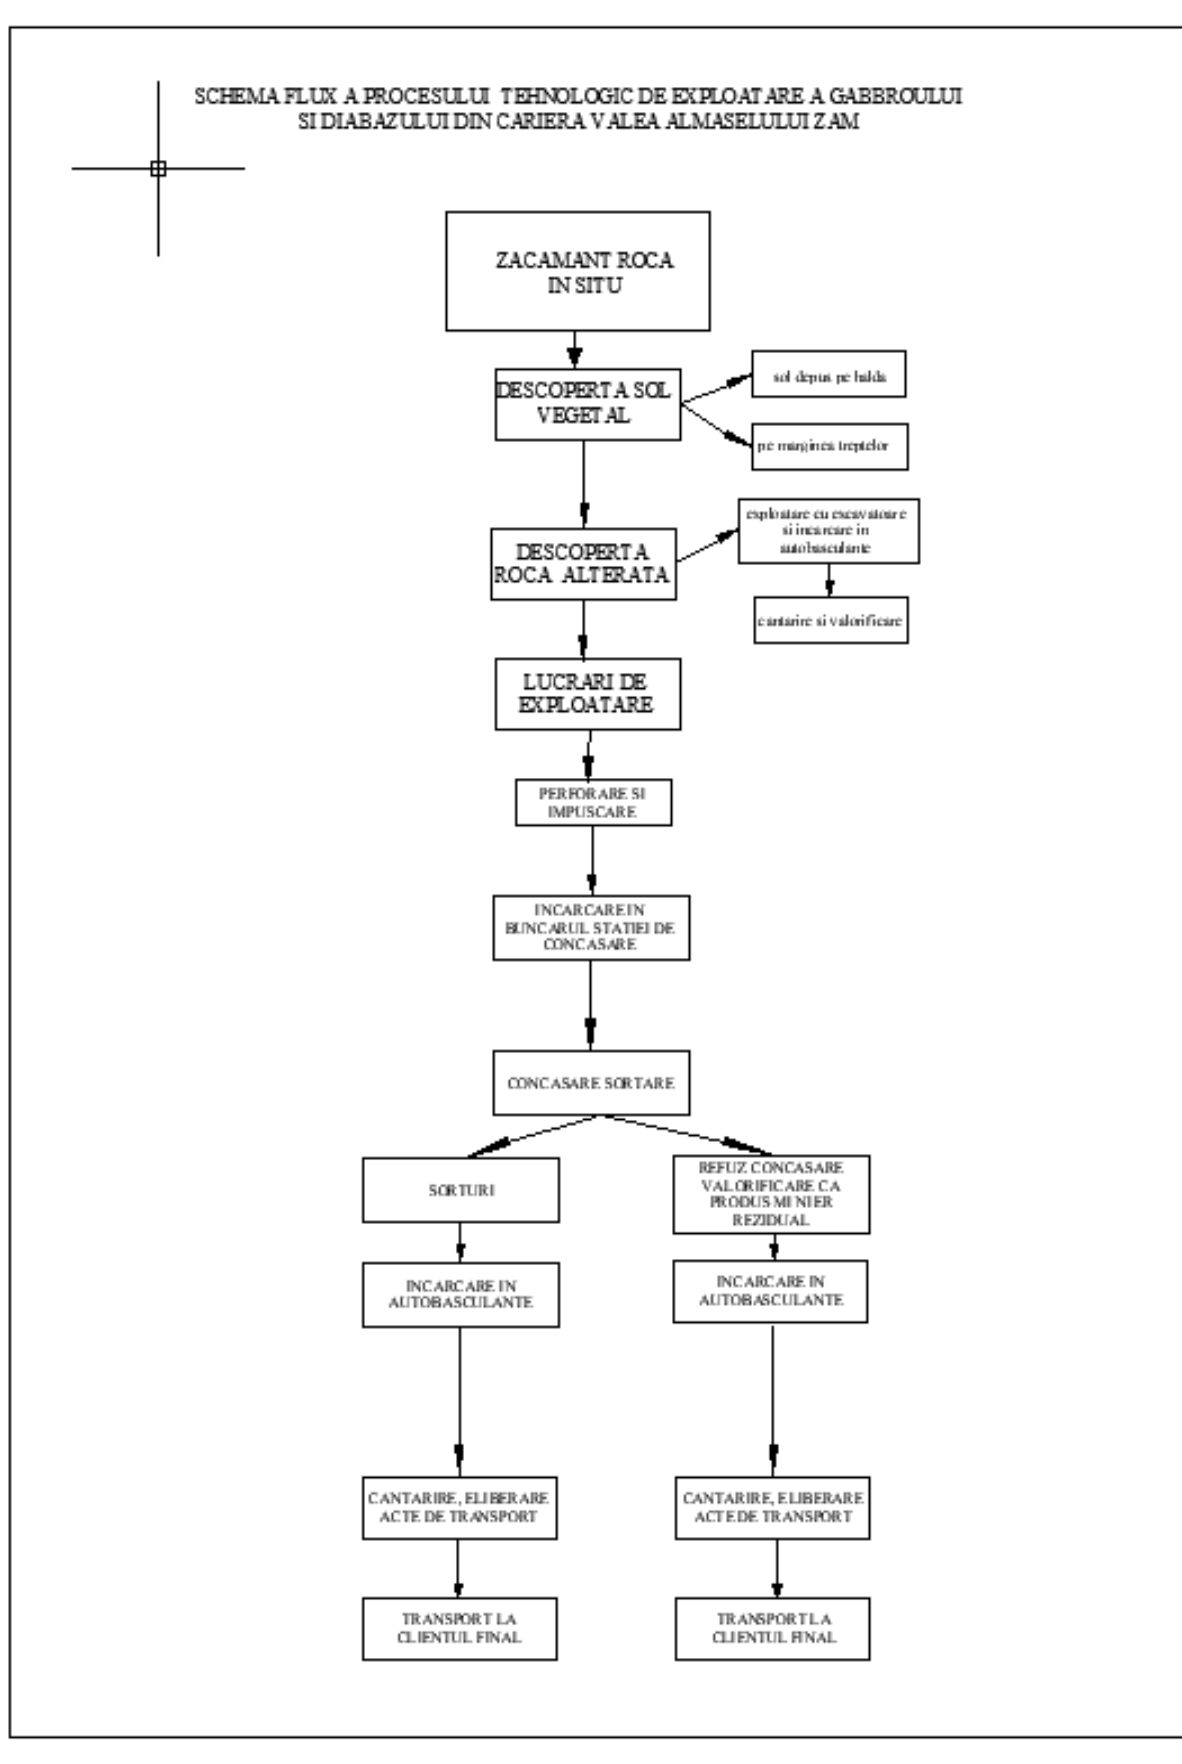 SCHEMA FLUX A PROCESULUI TEHNOLOGIC DE EXPLOATARE A GABBROULUI
SI DIABAZULUI DIN CARIERA VALEA ALMASELULUI ZAM
ZACAMANT ROCA
IN SITU
DESCOPERTA SOL
VEGETAL
sol depus pe halda
pe marginea treptelor
DESCOPERTA
ROCA ALTERATA
exploatare cu excavatoare
si incarcare in
autobasculante
cantarire si valorificare
LUCRARI DE
EXPLOATARE
PERFORARE SI
IMPUSCARE
INCARCARE IN
BUNCARUL STATIEI DE
CONCASARE
CONCASARE SORTARE
SORTURI
REFUZ CONCASARE
VALORIFICARE CA
PRODUS MINIER
REZIDUAL
INCARCARE IN
AUTOBASCULANTE
INCARCARE IN
AUTOBASCULANTE
CANTARIRE, ELIBERARE
ACTE DE TRANSPORT
CANTARIRE, ELIBERARE
ACTE DE TRANSPORT
TRANSPORT LA
CLIENTUL FINAL
TRANSPORT LA
CLIENTUL FINAL